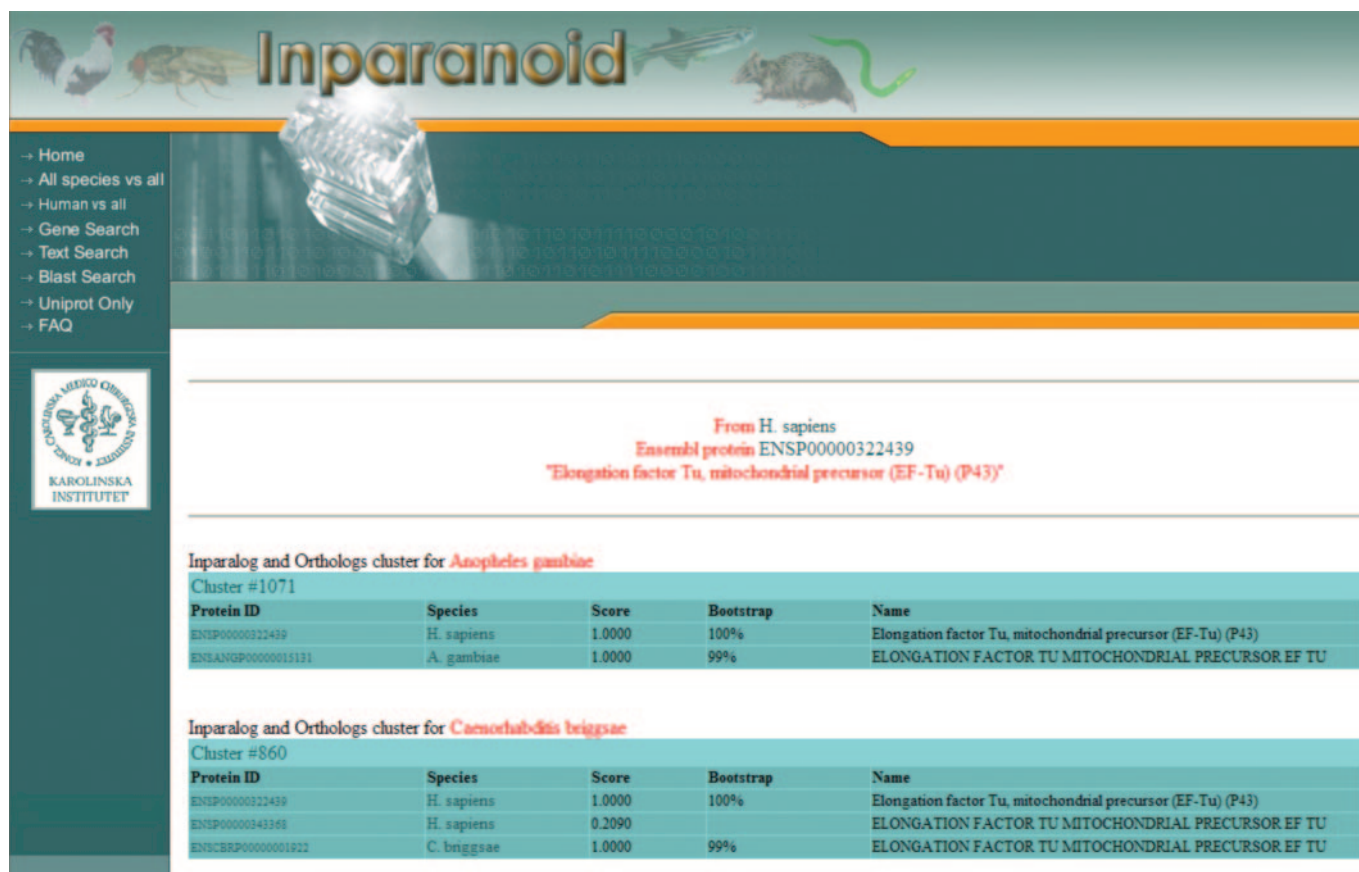 Inparanoid
→ Home
→ All species vs all
→ Human vs all
→ Gene Search
→ Text Search
→ Blast Search
→ Uniprot Only
→ FAQ
KAROLINSKA
INSTITUTET
From H. sapiens
Ensembl protein ENSP00000322439
"Elongation factor Tu, mitochondrial precursor (EF-Tu) (P43)"
Inparalog and Orthologs cluster for Anopheles gambiae
Cluster #1071
Protein ID Species Score Bootstrap Name
ENSP00000322439 H. sapiens 1.0000 100% Elongation factor Tu, mitochondrial precursor (EF-Tu) (P43)
ENSANGP00000015131 A. gambiae 1.0000 99% ELONGATION FACTOR TU MITOCHONDRIAL PRECURSOR EF TU
Inparalog and Orthologs cluster for Caenorhabditis briggsae
Cluster #860
Protein ID Species Score Bootstrap Name
ENSP00000322439 H. sapiens 1.0000 100% Elongation factor Tu, mitochondrial precursor (EF-Tu) (P43)
ENSP00000343368 H. sapiens 0.2090 ELONGATION FACTOR TU MITOCHONDRIAL PRECURSOR EF TU
ENSCBRP00000001922 C. briggsae 1.0000 99% ELONGATION FACTOR TU MITOCHONDRIAL PRECURSOR EF TU